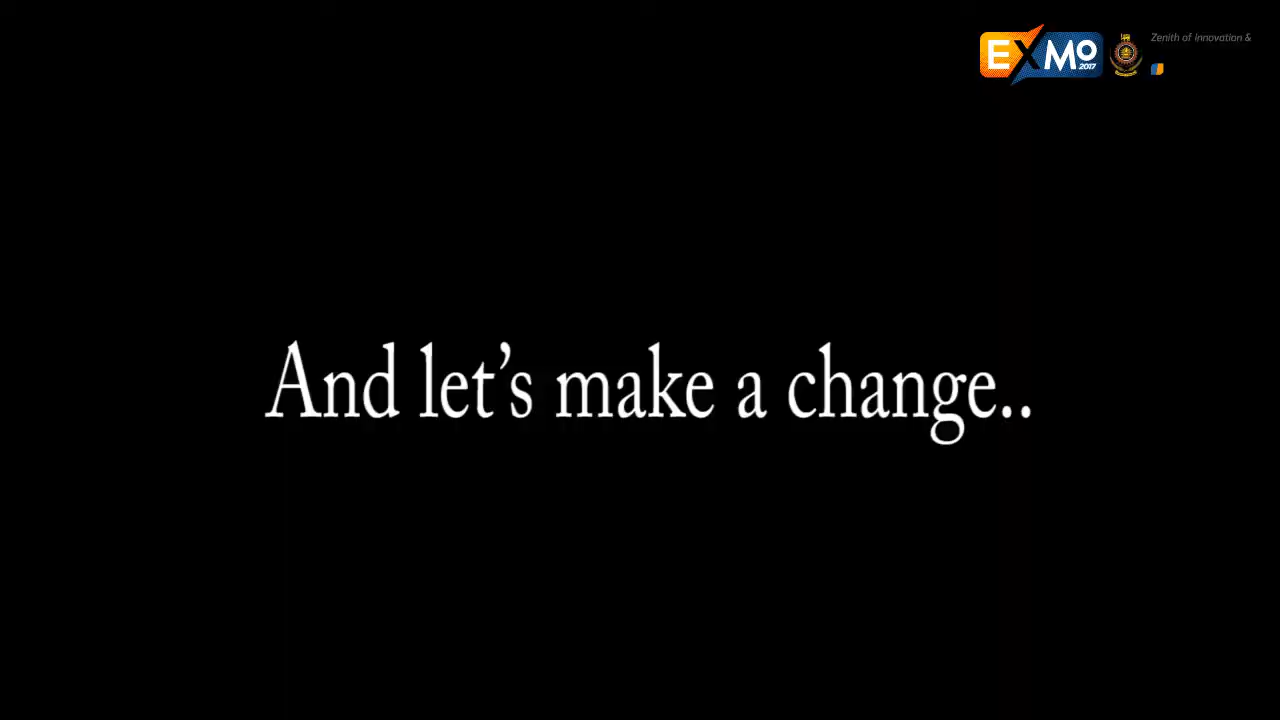 EXMO
2017
Zenith of Innovation &
And let’s make a change..